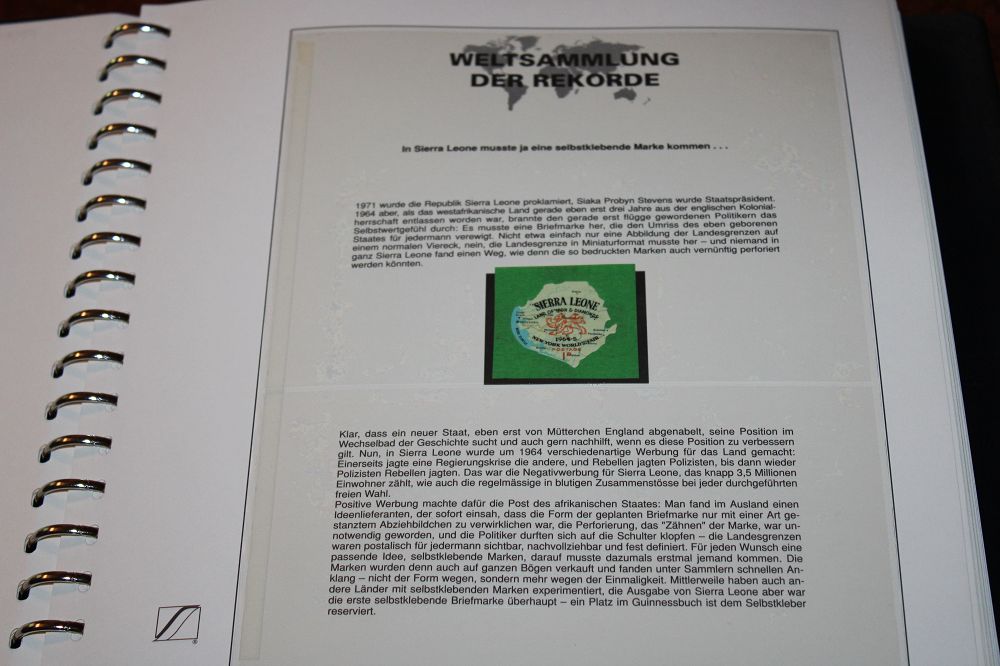 WELTSAMMLUNG
DER REKORDE
In Sierra Leone musste ja eine selbstklebende Marke kommen . . .
1971 wurde die Republik Sierra Leone proklamiert, Siaka Probyn Stevens wurde Staatspräsident.
1964 aber, als das westafrikanische Land gerade eben erst drei Jahre aus der englischen Kolonial-
herrschaft entlassen worden war, brannte den gerade erst flügge gewordenen Politikern das
Selbstwertgefühl durch: Es musste eine Briefmarke her, die den Umriss des eben geborenen
Staates für jedermann verewigt. Nicht etwa einfach nur eine Abbildung der Landesgrenzen auf
einem normalen Viereck, nein, die Landesgrenze in Miniaturformat musste her – und niemand in
ganz Sierra Leone fand einen Weg, wie denn die so bedruckten Marken auch vernünftig perforiert
werden könnten.
SIERRA LEONE
LAND OF IRON & DIAMONDS
1964-5
NEW YORK WORLD'S FAIR
POSTAGE
Klar, dass ein neuer Staat, eben erst von Mütterchen England abgenabelt, seine Position im
Wechselbad der Geschichte sucht und auch gern nachhilft, wenn es diese Position zu verbessern
gilt. Nun, in Sierra Leone wurde um 1964 verschiedenartige Werbung für das Land gemacht:
Einerseits jagte eine Regierungskrise die andere, und Rebellen jagten Polizisten, bis dann wieder
Polizisten Rebellen jagten. Das war die Negativwerbung für Sierra Leone, das knapp 3,5 Millionen
Einwohner zählt, wie auch die regelmässige in blutigen Zusammenstösse bei jeder durchgeführten
freien Wahl.
Positive Werbung machte dafür die Post des afrikanischen Staates: Man fand im Ausland einen
Ideenlieferanten, der sofort einsah, dass die Form der geplanten Briefmarke nur mit einer Art ge-
stanztem Abziehbildchen zu verwirklichen war, die Perforierung, das "Zähnen" der Marke, war un-
notwendig geworden, und die Politiker durften sich auf die Schulter klopfen – die Landesgrenzen
waren postalisch für jedermann sichtbar, nachvollziehbar und fest definiert. Für jeden Wunsch eine
passende Idee, selbstklebende Marken, darauf musste dazumals erstmal jemand kommen. Die
Marken wurden denn auch auf ganzen Bögen verkauft und fanden unter Sammlern schnellen An-
klang – nicht der Form wegen, sondern mehr wegen der Einmaligkeit. Mittlerweile haben auch an-
dere Länder mit selbstklebenden Marken experimentiert, die Ausgabe von Sierra Leone aber war
die erste selbstklebende Briefmarke überhaupt – ein Platz im Guinnessbuch ist dem Selbstkleber
reserviert.